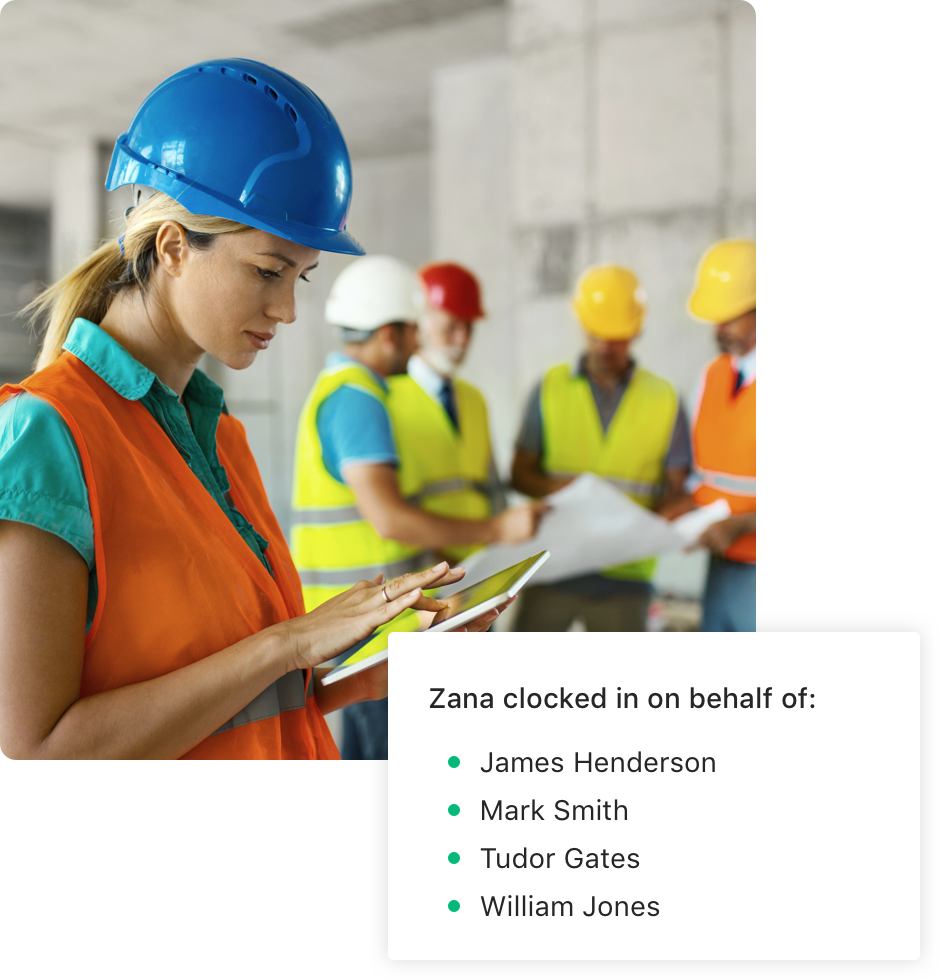 Zana clocked in on behalf of:
James Henderson
Mark Smith
Tudor Gates
William Jones